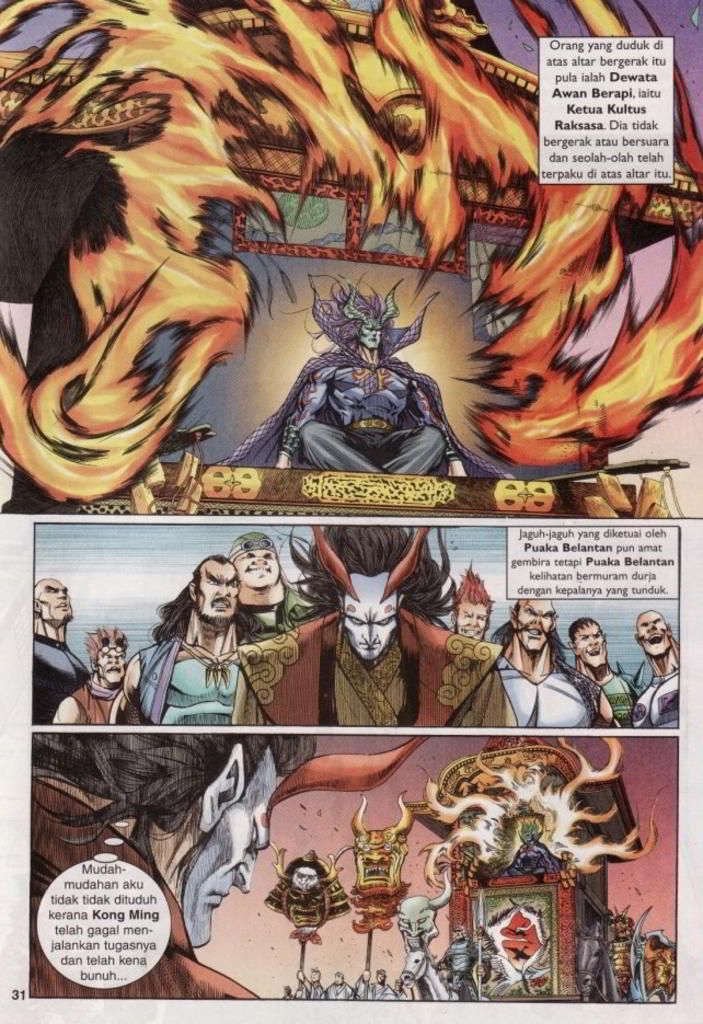 Orang yang duduk di
atas altar bergerak itu
pula ialah Dewata
Awan Berapi, iaitu
Ketua Kultus
Raksasa. Dia tidak
bergerak atau bersuara
dan seolah-olah telah
terpaku di atas altar itu.
Jaguh-jaguh yang diketuai oleh
Puaka Belantan pun amat
gembira tetapi Puaka Belantan
kelihatan bermuram durja
dengan kepalanya yang tunduk.
Mudah-
mudahan aku
tidak tidak dituduh
kerana Kong Ming
telah gagal men-
jalankan tugasnya
dan telah kena
bunuh...
31